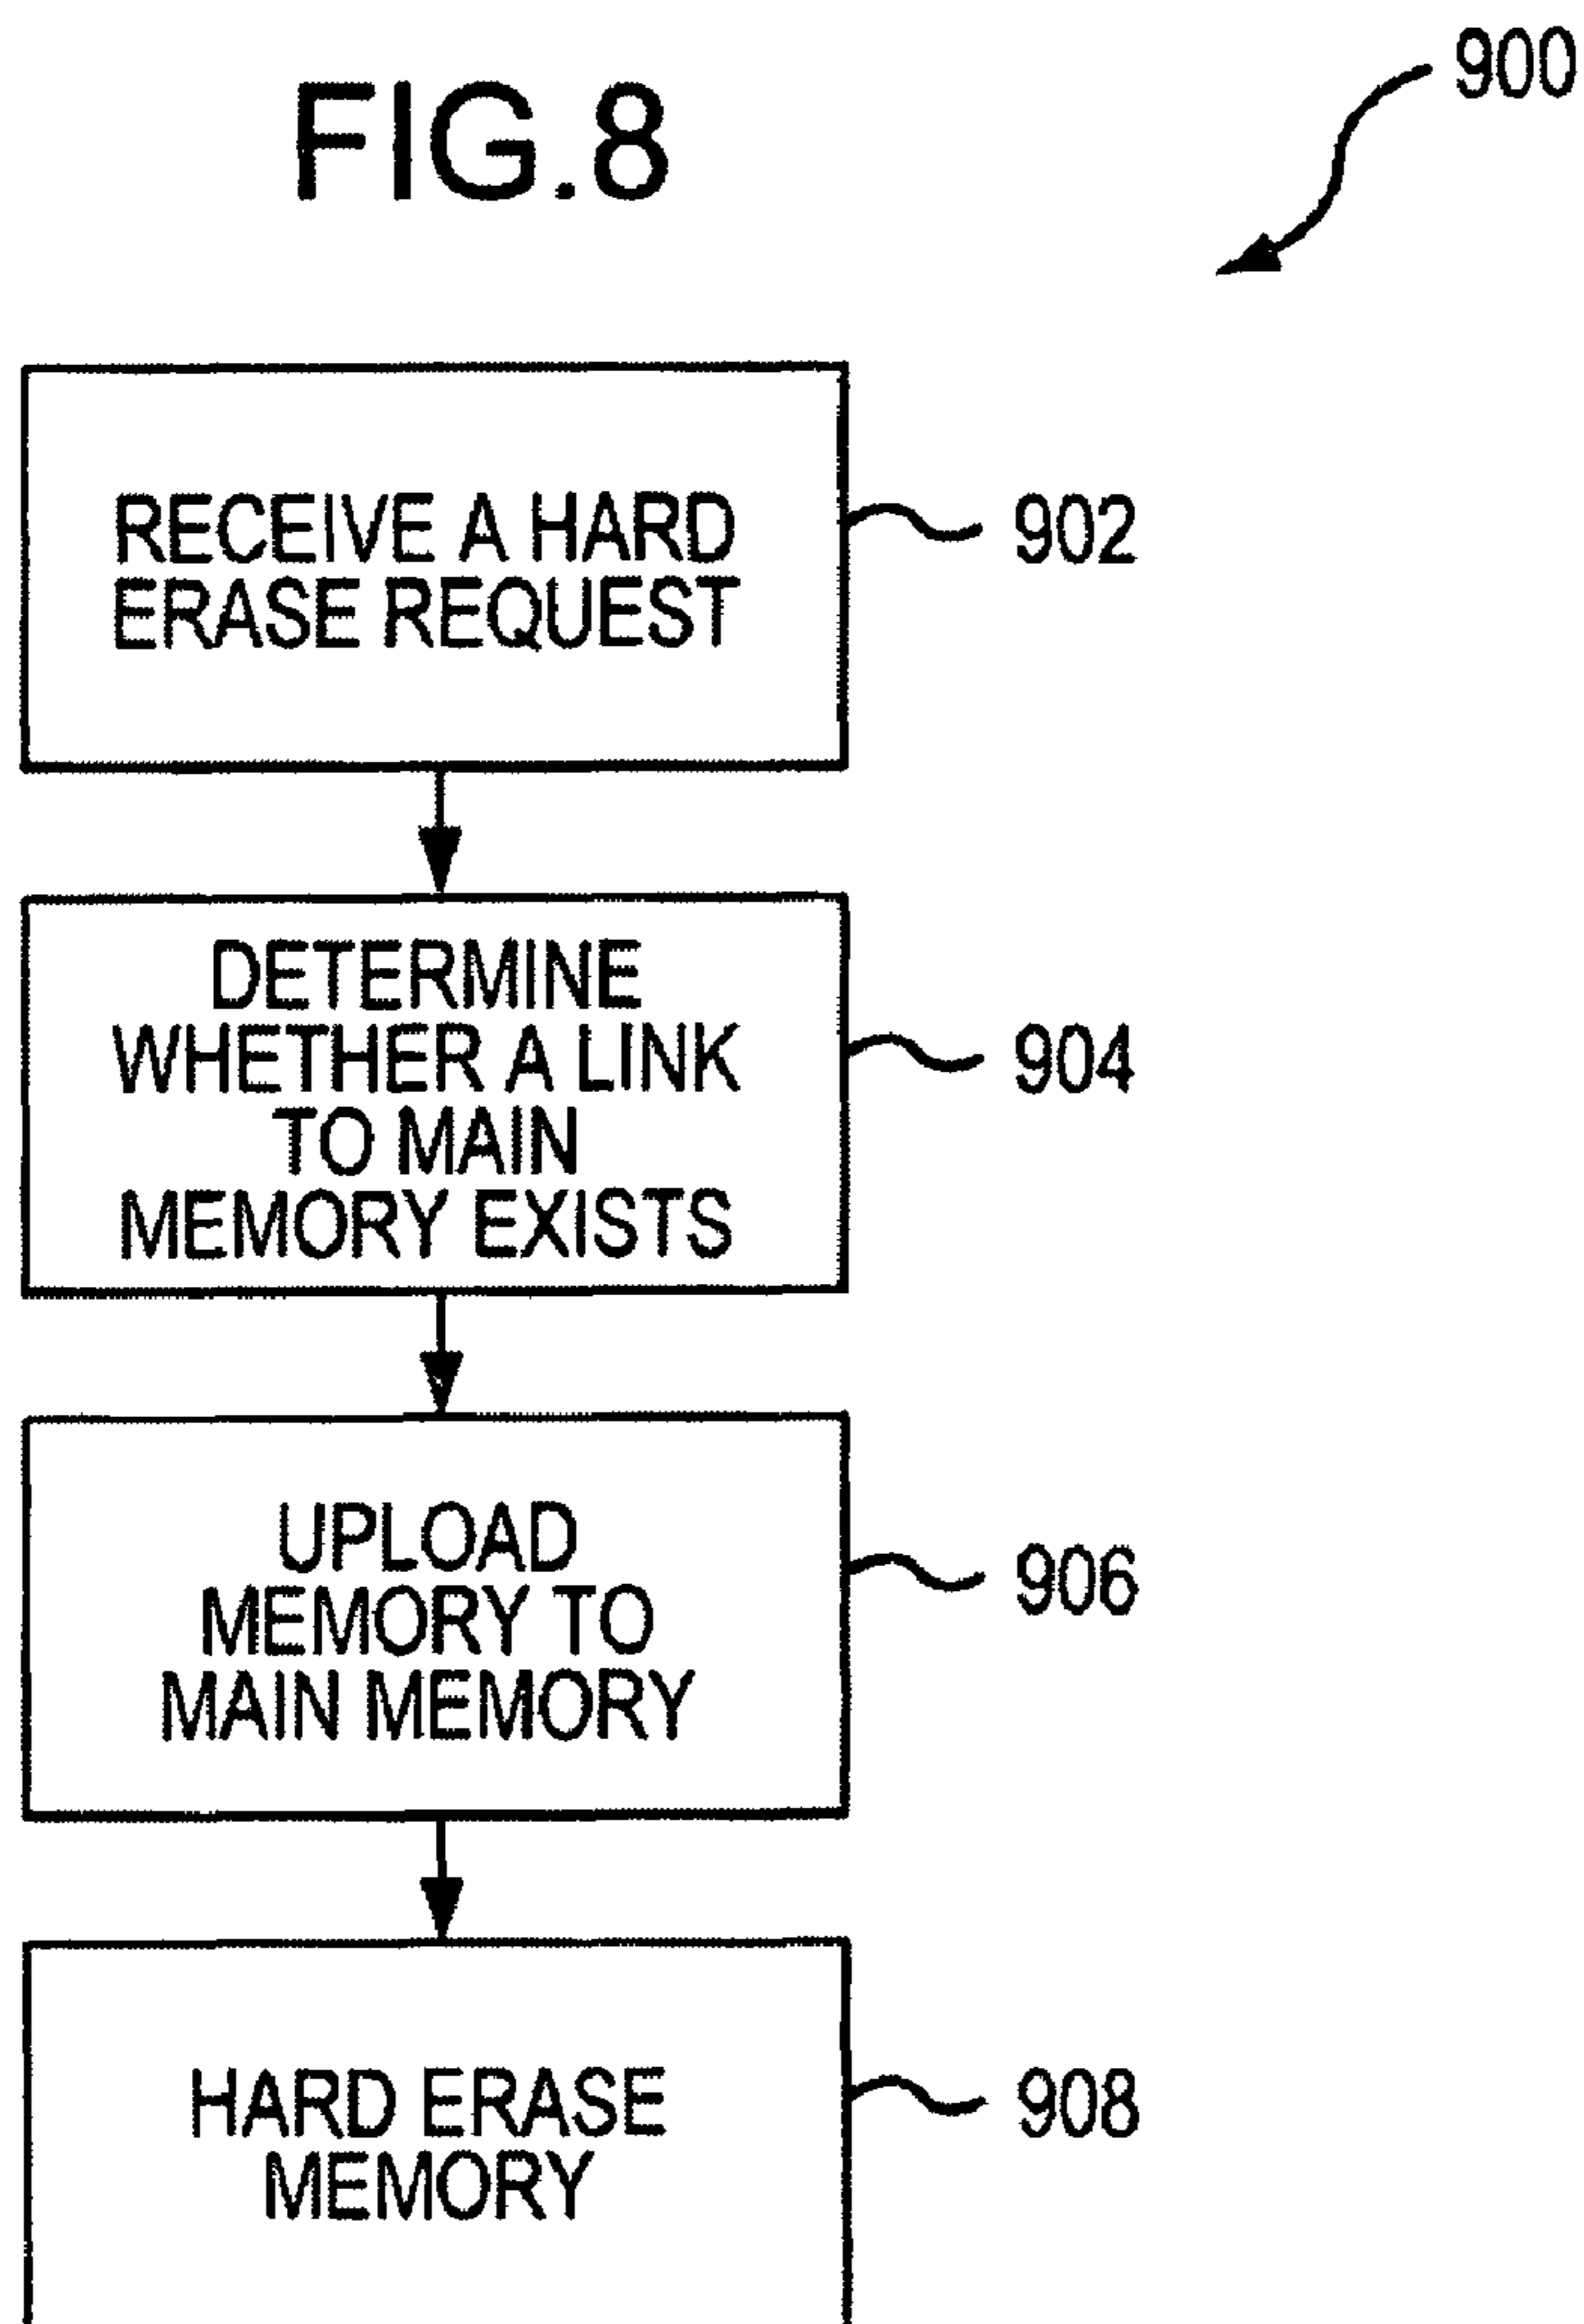 FIG.8
900
RECEIVE A HARD
ERASE REQUEST
902
DETERMINE
WHETHER A LINK
TO MAIN
MEMORY EXISTS
904
UPLOAD
MEMORY TO
MAIN MEMORY
906
HARD ERASE
MEMORY
908